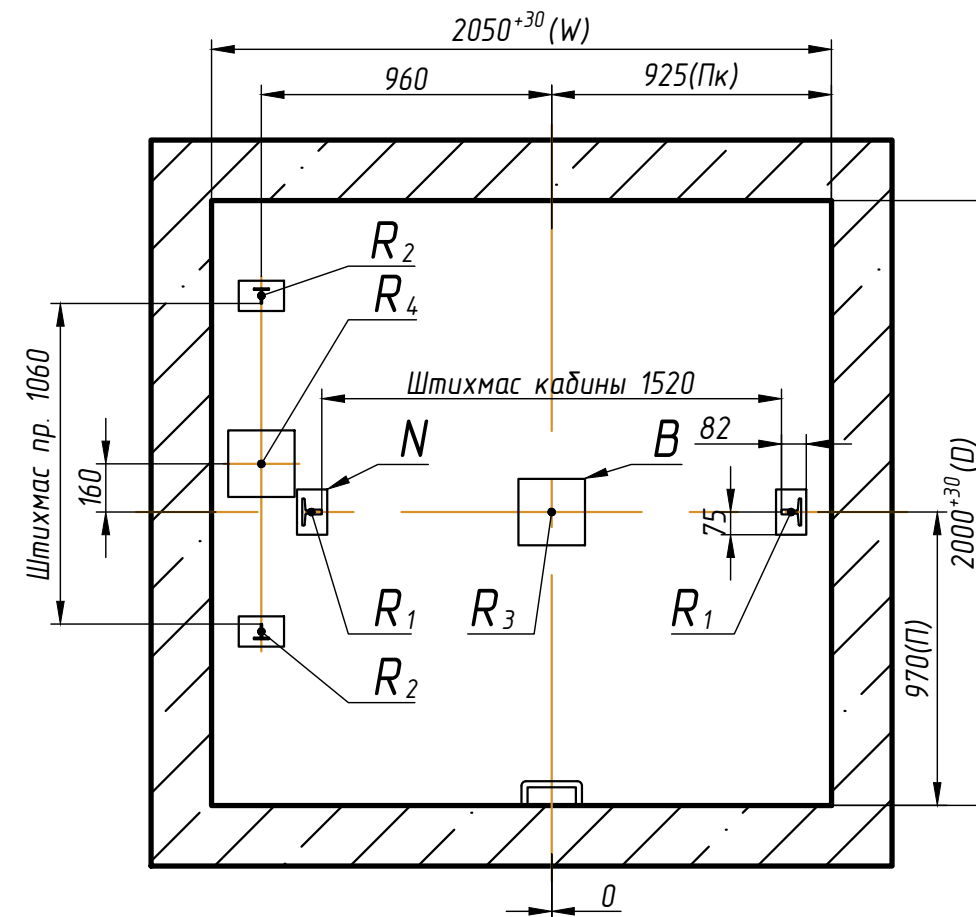 2050+30 (W)
960
925(Пк)
R2
R4
Штихмас кабины 1520
N
B
82
Штихмас пр. 1060
160
75
2000+30 (D)
R1
R3
R1
970(П)
R2
0